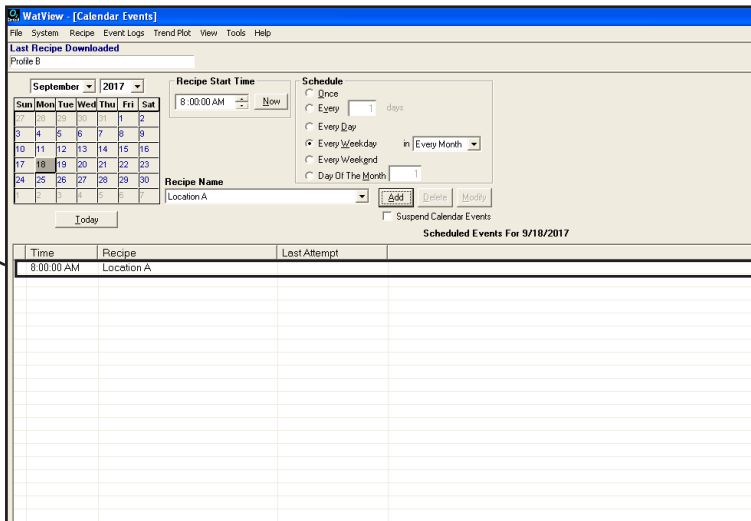 WatView - [Calendar Events]
File System Recipe Event Logs Trend Plot View Tools Help
Last Recipe Downloaded
Profile B
September 2017
Sun Mon Tue Wed Thu Fri Sat
27 28 29 30 31 1 2
3 4 5 6 7 8 9
10 11 12 13 14 15 16
17 18 19 20 21 22 23
24 25 26 27 28 29 30
1 2 3 4 5 6 7
Today
Recipe Start Time
8 :00:00 AM Now
Schedule
Once
Every 1 days
Every Day
Every Weekday in Every Month
Every Weekend
Day Of The Month 1
Recipe Name
Location A Add Delete Modify
Suspend Calendar Events
Scheduled Events For 9/18/2017
Time Recipe Last Attempt
8:00:00 AM Location A